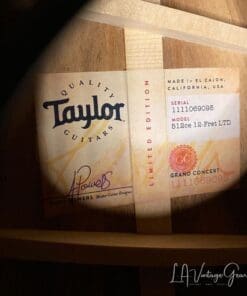 QUALITY
Taylor
GUITARS
LIMITED EDITION
MADE IN EL CAJON,
CALIFORNIA, USA
SERIAL
1111069098
MODEL
512ce 12-Fret LTD
GRAND CONCERT
LA Vintage Gear